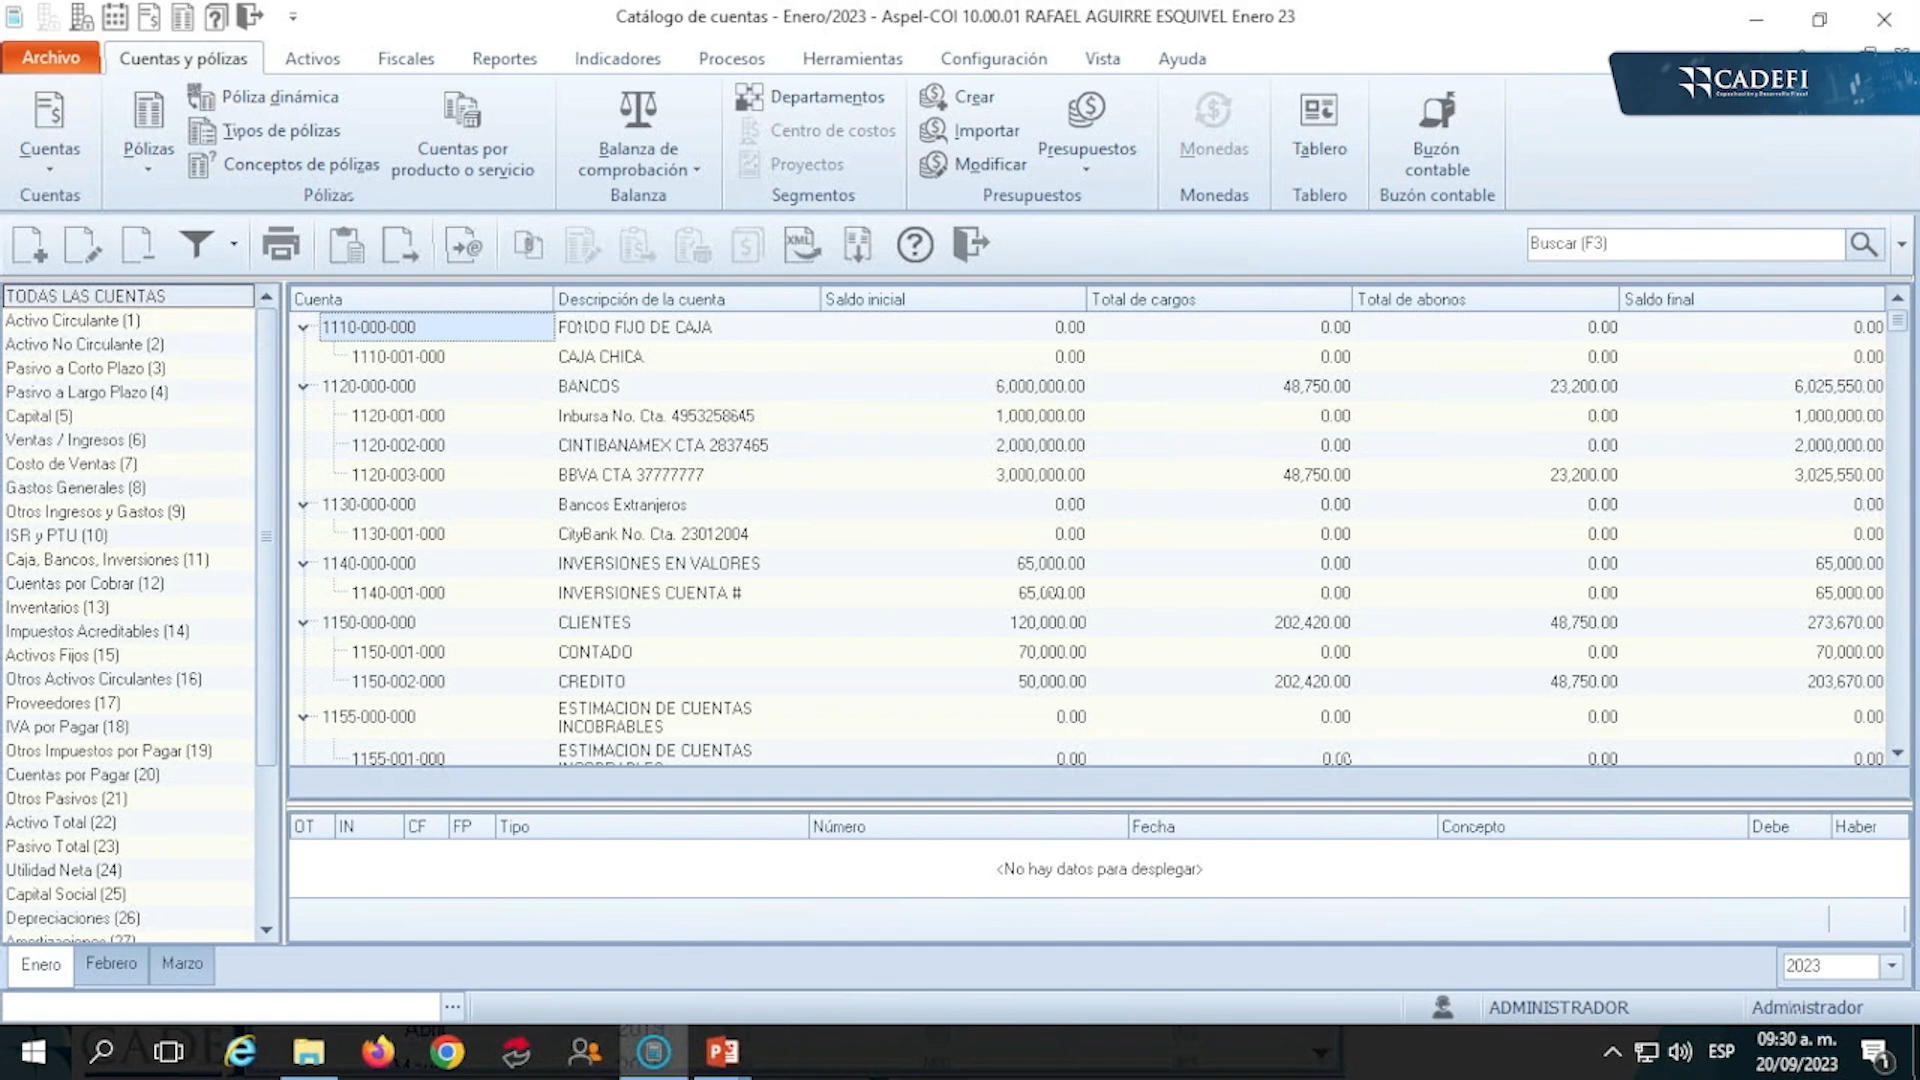 Catálogo de cuentas - Enero/2023 - Aspel-COI 10.00.01 RAFAEL AGUIRRE ESQUIVEL Enero 23
Archivo Cuentas y pólizas Activos Fiscales Reportes Indicadores Procesos Herramientas Configuración Vista Ayuda
CADEFI
Capacitación y Desarrollo Fiscal
Póliza dinámica Departamentos Crear
Tipos de pólizas Centro de costos Importar
Cuentas Pólizas Cuentas por Balanza de Presupuestos Monedas Tablero Buzón
Conceptos de pólizas producto o servicio comprobación Proyectos Modificar contable
Cuentas Pólizas Balanza Segmentos Presupuestos Monedas Tablero Buzón contable
XML
Buscar (F3)
TODAS LAS CUENTAS
Activo Circulante (1)
Activo No Circulante (2)
Pasivo a Corto Plazo (3)
Pasivo a Largo Plazo (4)
Capital (5)
Ventas / Ingresos (6)
Costo de Ventas (7)
Gastos Generales (8)
Otros Ingresos y Gastos (9)
ISR y PTU (10)
Caja, Bancos, Inversiones (11)
Cuentas por Cobrar (12)
Inventarios (13)
Impuestos Acreditables (14)
Activos Fijos (15)
Otros Activos Circulantes (16)
Proveedores (17)
IVA por Pagar (18)
Otros Impuestos por Pagar (19)
Cuentas por Pagar (20)
Otros Pasivos (21)
Activo Total (22)
Pasivo Total (23)
Utilidad Neta (24)
Capital Social (25)
Depreciaciones (26)
Amortizaciones (27)
Cuenta Descripción de la cuenta Saldo inicial Total de cargos Total de abonos Saldo final
1110-000-000 FONDO FIJO DE CAJA 0.00 0.00 0.00 0.00
1110-001-000 CAJA CHICA 0.00 0.00 0.00 0.00
1120-000-000 BANCOS 6,000,000.00 48,750.00 23,200.00 6,025,550.00
1120-001-000 Inbursa No. Cta. 4953258645 1,000,000.00 0.00 0.00 1,000,000.00
1120-002-000 CINTIBANAMEX CTA 2837465 2,000,000.00 0.00 0.00 2,000,000.00
1120-003-000 BBVA CTA 37777777 3,000,000.00 48,750.00 23,200.00 3,025,550.00
1130-000-000 Bancos Extranjeros 0.00 0.00 0.00 0.00
1130-001-000 CityBank No. Cta. 23012004 0.00 0.00 0.00 0.00
1140-000-000 INVERSIONES EN VALORES 65,000.00 0.00 0.00 65,000.00
1140-001-000 INVERSIONES CUENTA # 65,000.00 0.00 0.00 65,000.00
1150-000-000 CLIENTES 120,000.00 202,420.00 48,750.00 273,670.00
1150-001-000 CONTADO 70,000.00 0.00 0.00 70,000.00
1150-002-000 CREDITO 50,000.00 202,420.00 48,750.00 203,670.00
1155-000-000 ESTIMACION DE CUENTAS INCOBRABLES 0.00 0.00 0.00 0.00
1155-001-000 ESTIMACION DE CUENTAS INCOBRABLES 0.00 0.00 0.00 0.00
OT IN CF FP Tipo Número Fecha Concepto Debe Haber
<No hay datos para desplegar>
Enero Febrero Marzo 2023
ADMINISTRADOR Administrador
ESP
09:30 a. m.
20/09/2023
1